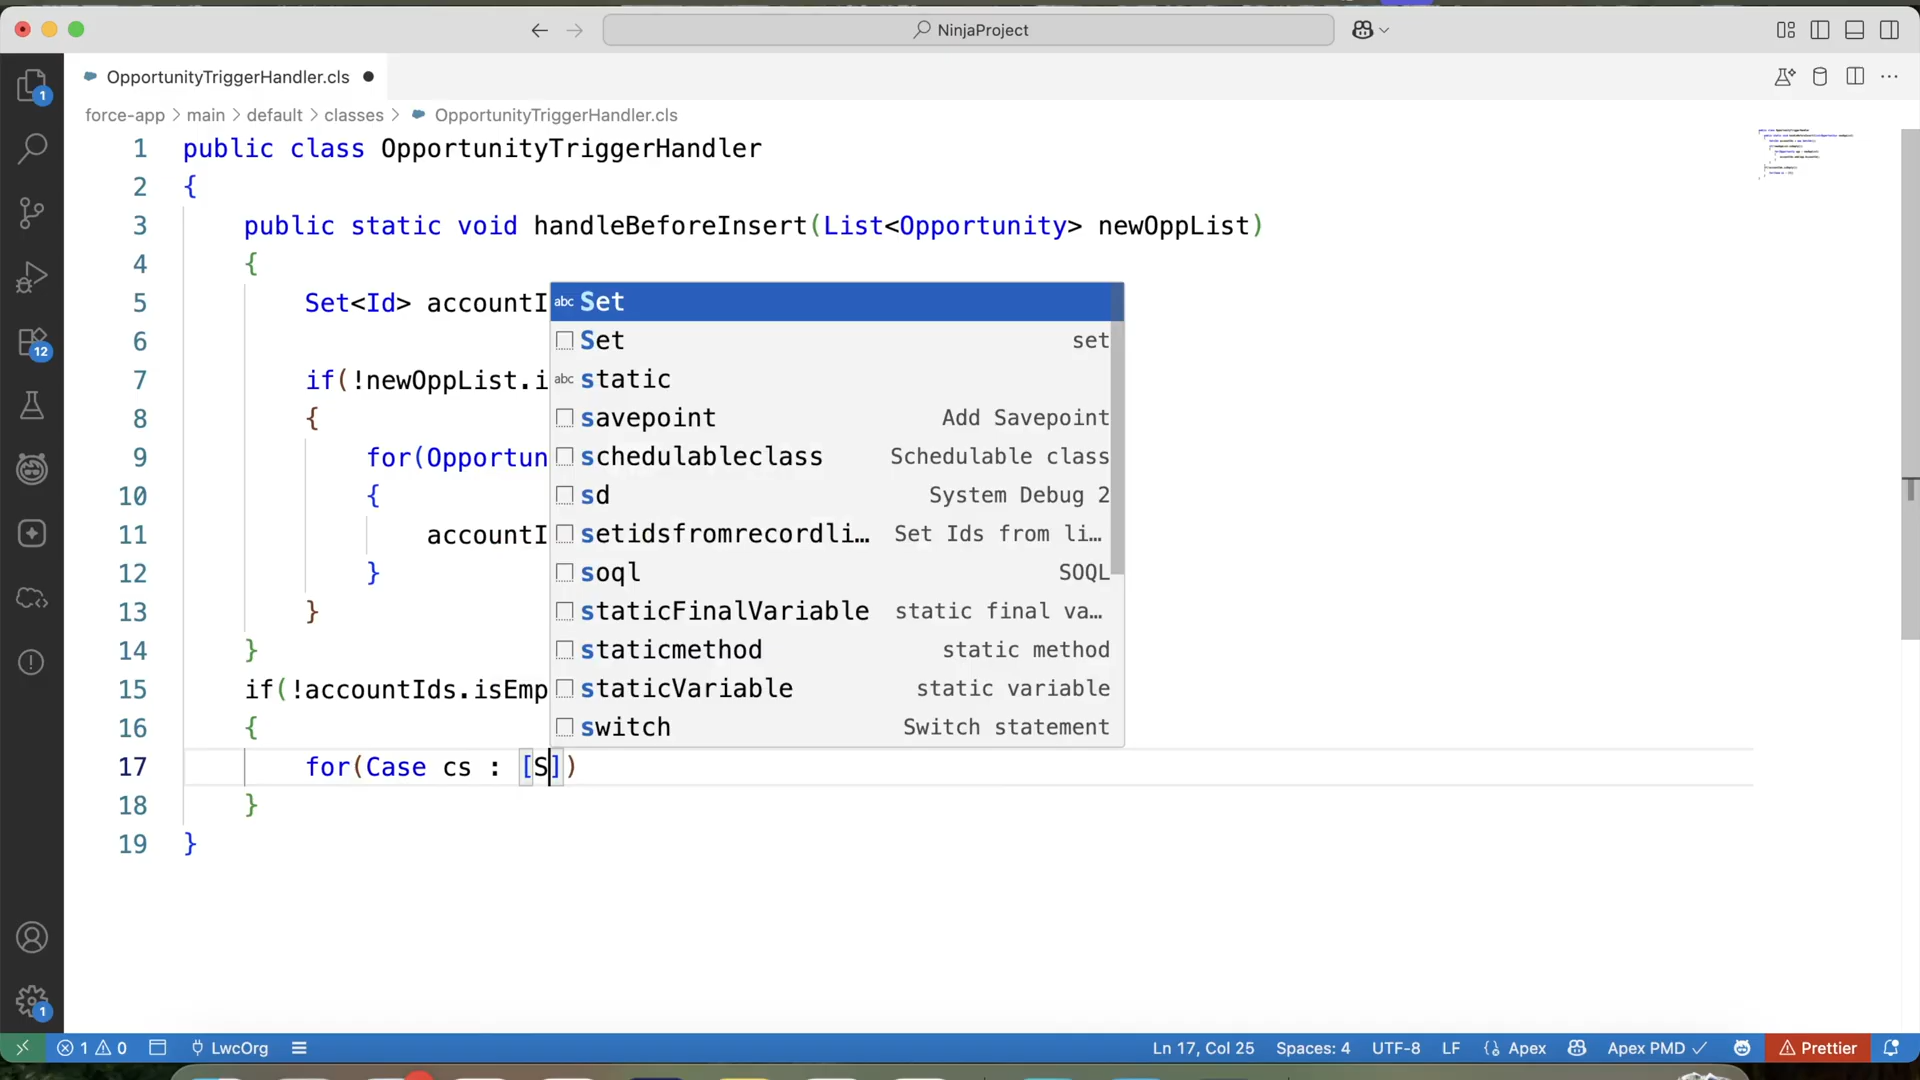 NinjaProject
OpportunityTriggerHandler.cls
force-app
main
default
classes
OpportunityTriggerHandler.cls
1 public class OpportunityTriggerHandler
2 {
3 public static void handleBeforeInsert(List<Opportunity> newOppList)
4 {
5 Set<Id> accountI
6
7 if(!newOppList.i
8 {
9 for(Opportun
10 {
11 accountI
12 }
13 }
14 }
15 if(!accountIds.isEmp
16 {
17 for(Case cs : [S])
18 }
19 }
abc Set
Set set
abc static
savepoint Add Savepoint
schedulableclass Schedulable class
sd System Debug 2
setidsfromrecordli… Set Ids from li…
soql SOQL
staticFinalVariable static final va…
staticmethod static method
staticVariable static variable
switch Switch statement
1
12
1
1 0
LwcOrg
Ln 17, Col 25
Spaces: 4
UTF-8
LF
{} Apex
Apex PMD ✓
Prettier